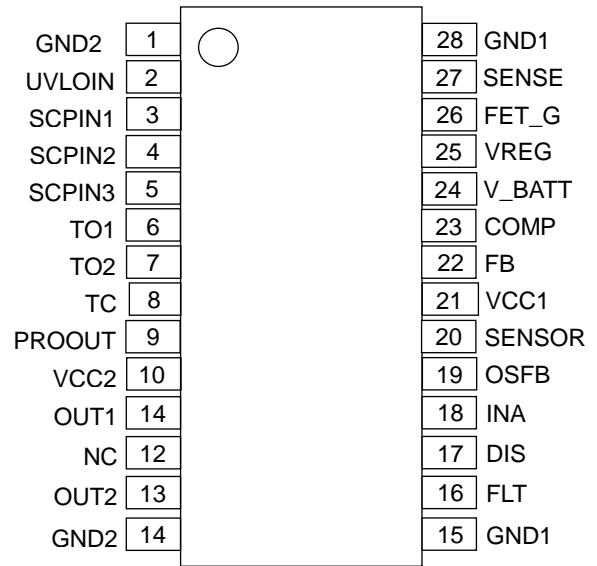 GND2 1 28 GND1
UVLOIN 2 27 SENSE
SCPIN1 3 26 FET_G
SCPIN2 4 25 VREG
SCPIN3 5 24 V_BATT
TO1 6 23 COMP
TO2 7 22 FB
TC 8 21 VCC1
PROOUT 9 20 SENSOR
VCC2 10 19 OSFB
OUT1 14 18 INA
NC 12 17 DIS
OUT2 13 16 FLT
GND2 14 15 GND1